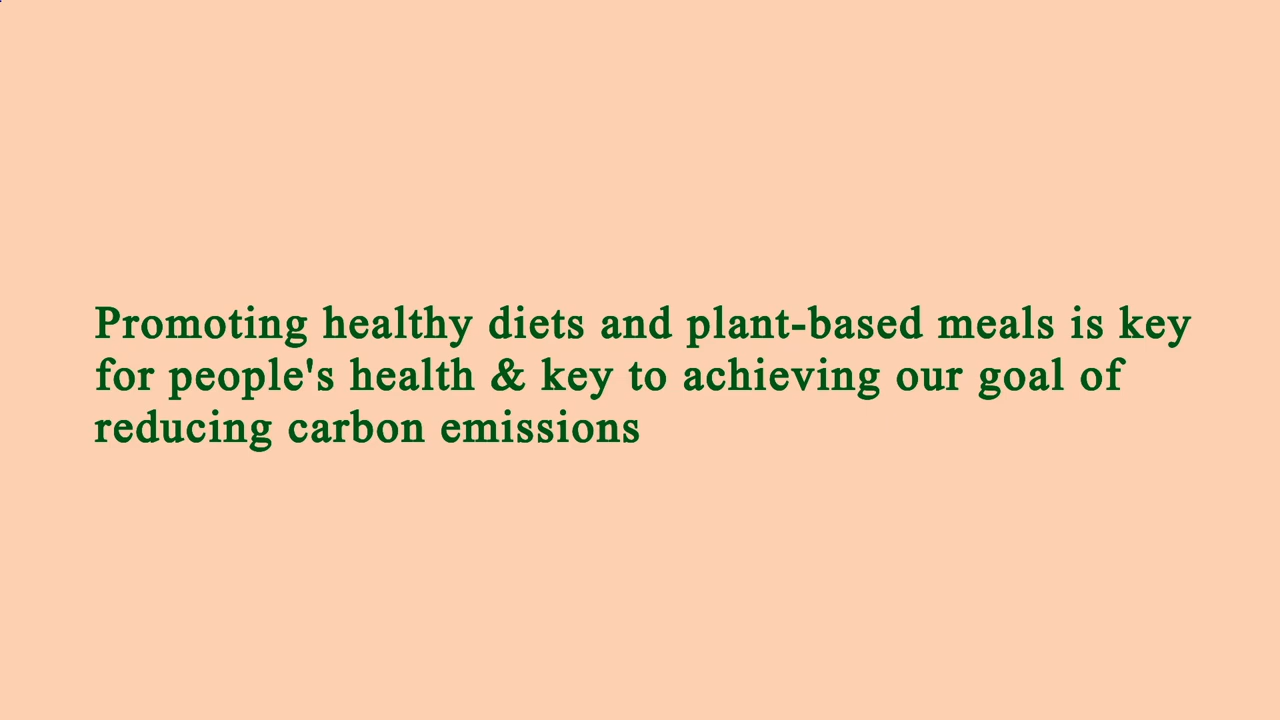 Promoting healthy diets and plant-based meals is key
for people's health & key to achieving our goal of
reducing carbon emissions